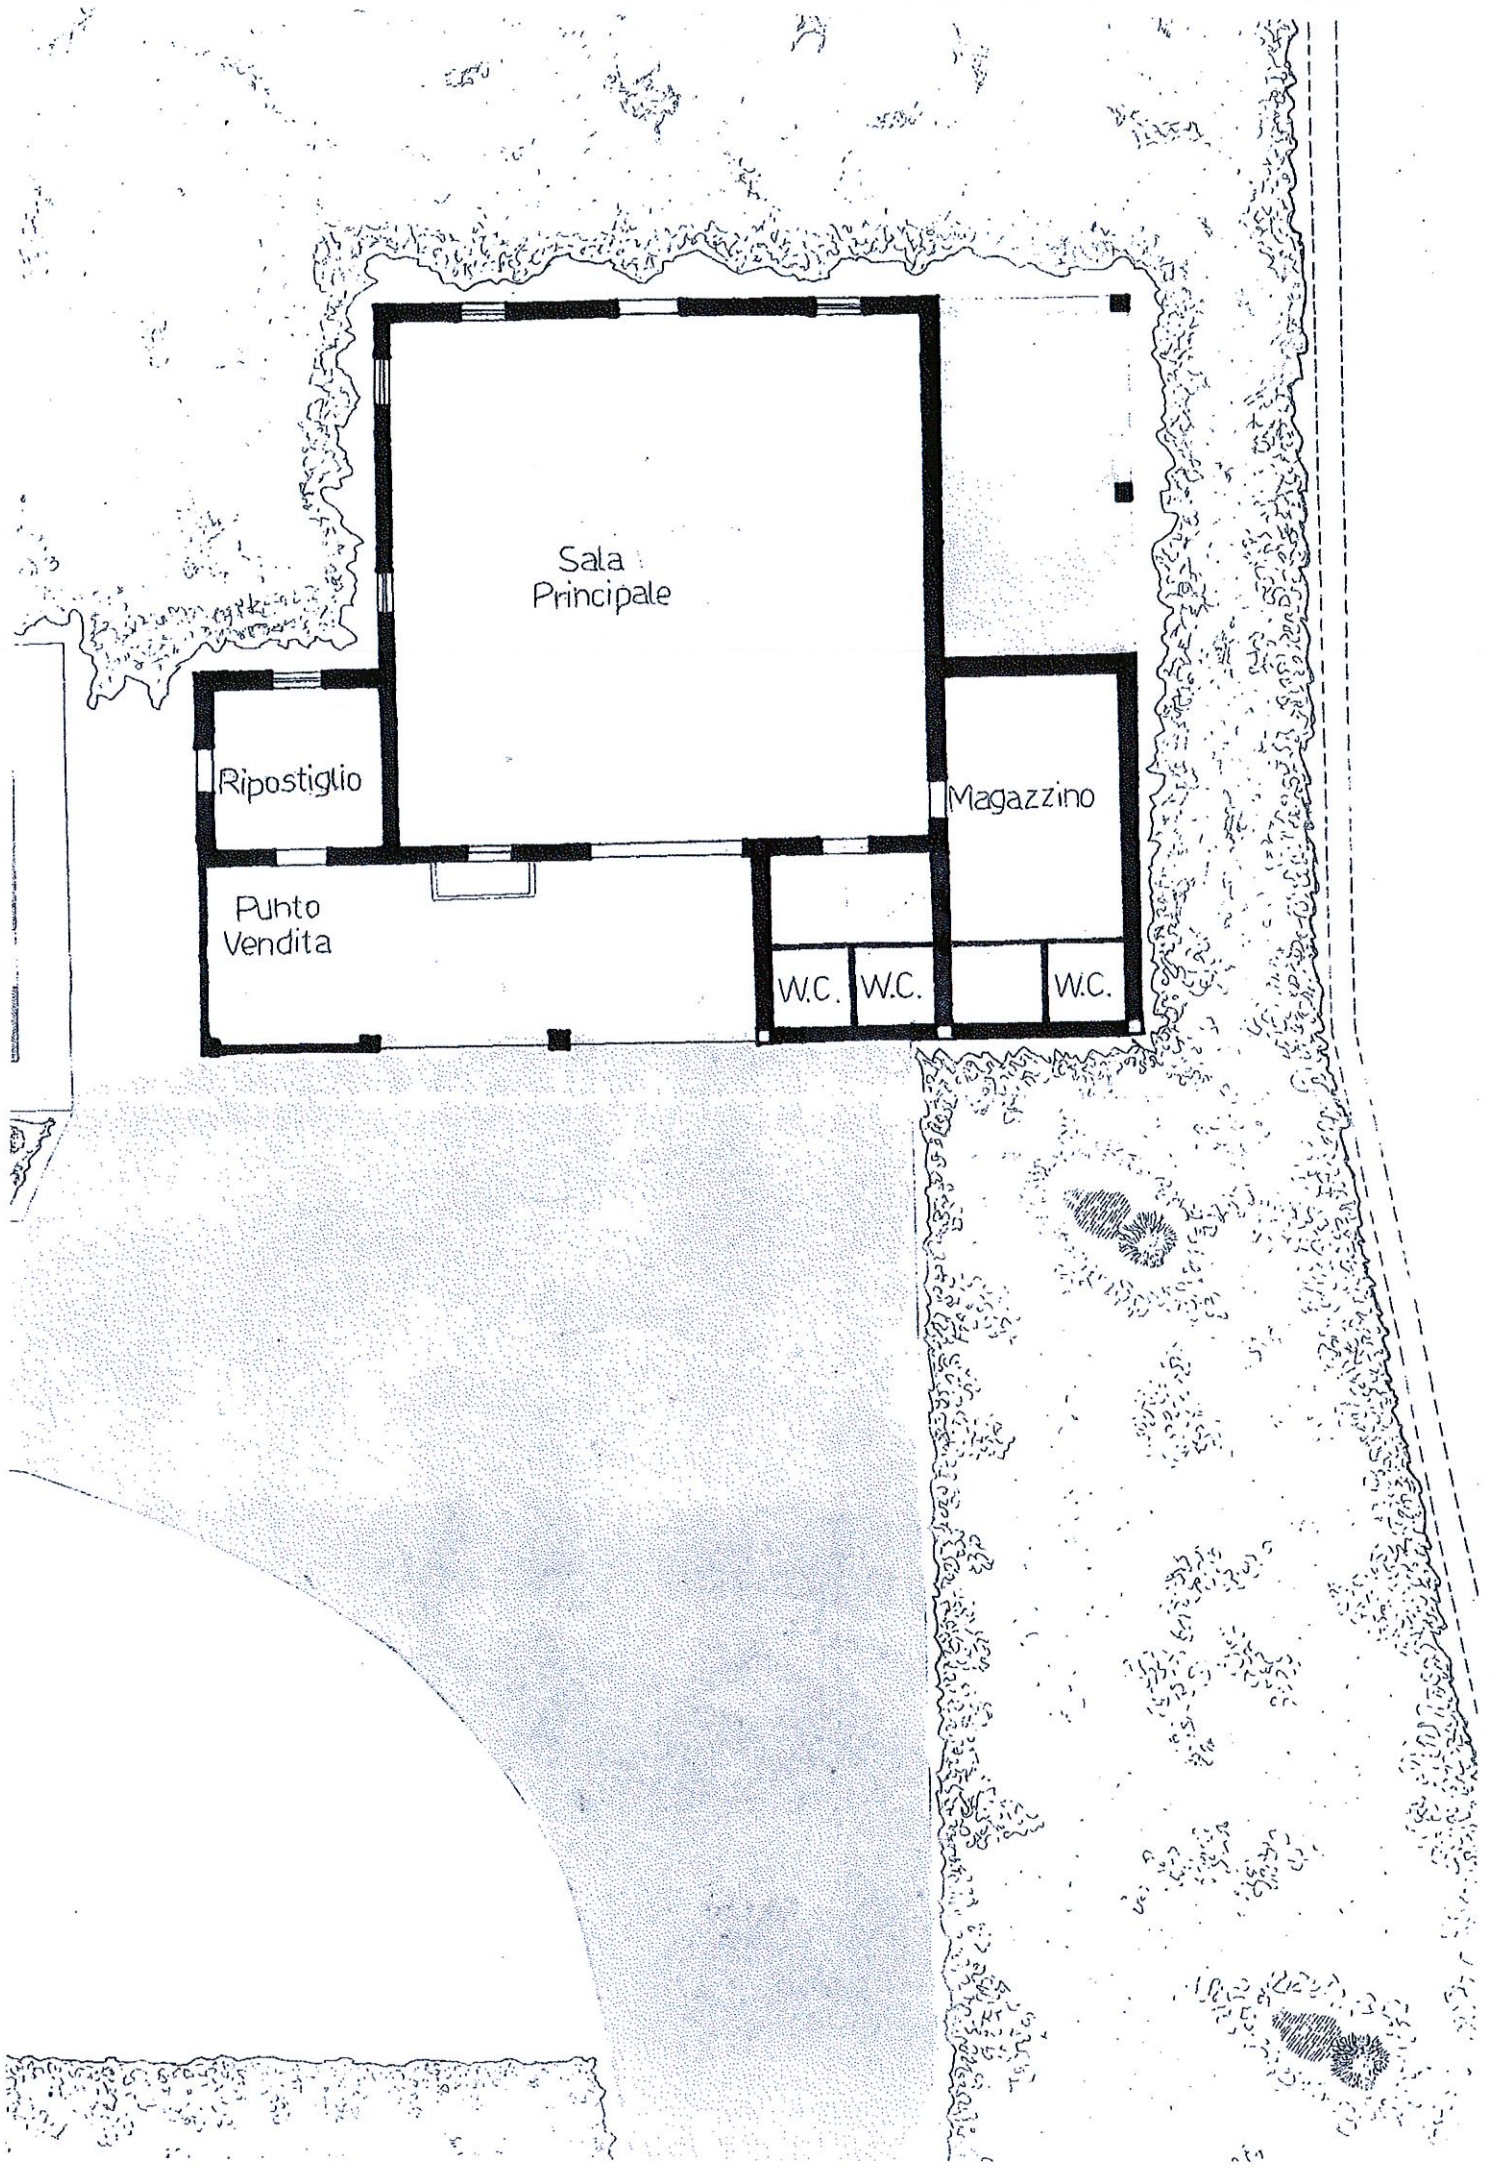 Sala
Principale
Ripostiglio
Magazzino
Punto
Vendita
W.C.
W.C.
W.C.